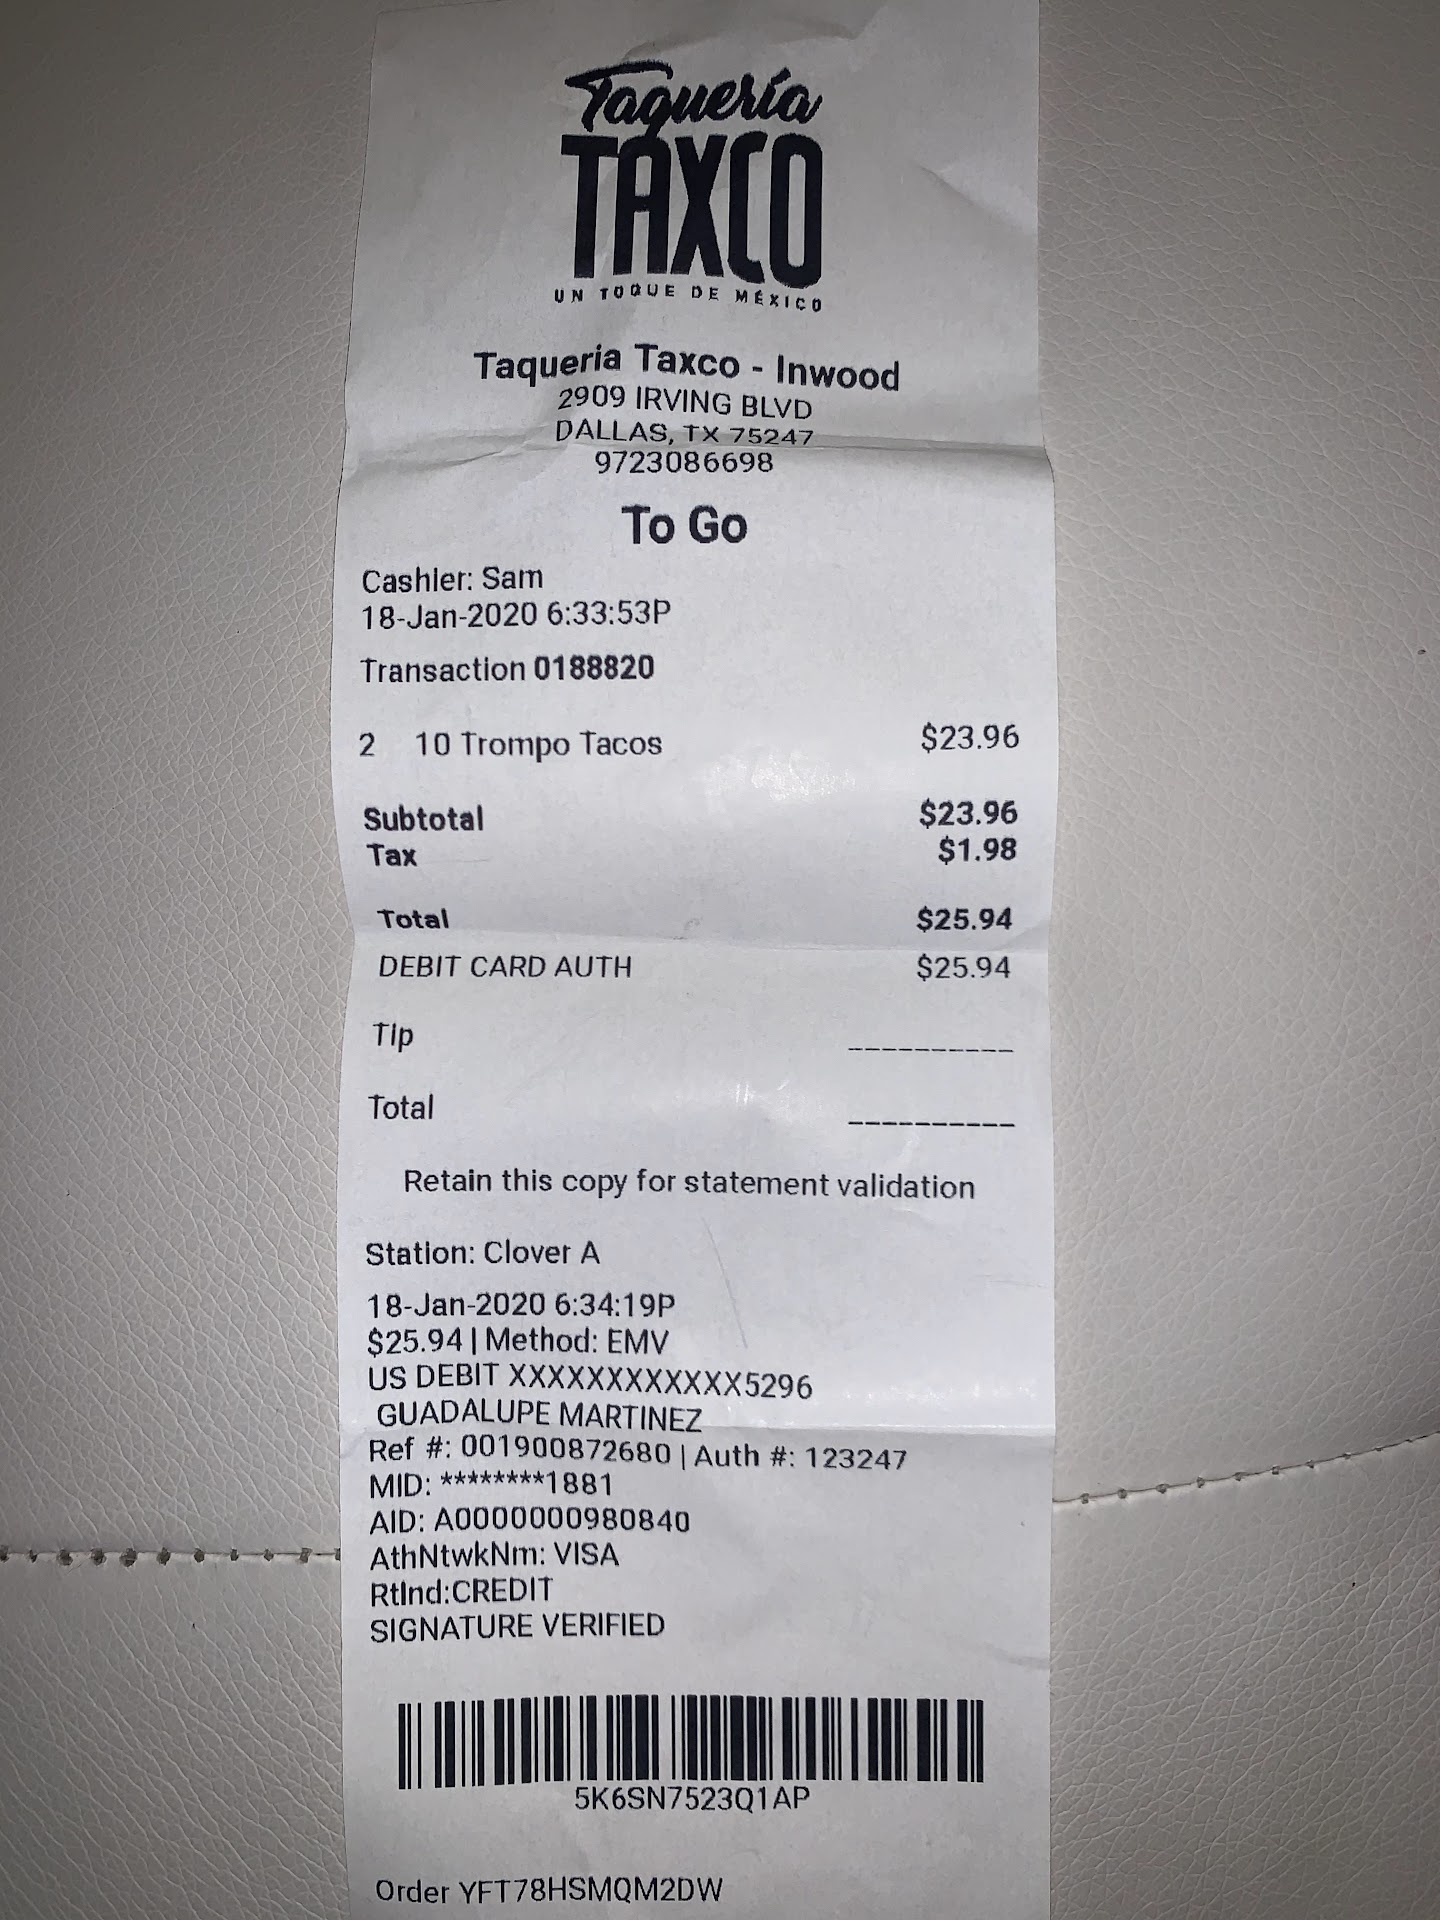 Taquería
TAXCO
UN TOQUE DE MÉXICO
Taqueria Taxco - Inwood
2909 IRVING BLVD
DALLAS, TX 75247
9723086698
To Go
Cashier: Sam
18-Jan-2020 6:33:53P
Transaction 0188820
2 10 Trompo Tacos $23.96
Subtotal $23.96
Tax $1.98
Total $25.94
DEBIT CARD AUTH $25.94
Tip __________
Total __________
Retain this copy for statement validation
Station: Clover A
18-Jan-2020 6:34:19P
$25.94 | Method: EMV
US DEBIT XXXXXXXXXXXX5296
GUADALUPE MARTINEZ
Ref #: 001900872680 | Auth #: 123247
MID: ********1881
AID: A0000000980840
AthNtwkNm: VISA
RtInd:CREDIT
SIGNATURE VERIFIED
5K6SN7523Q1AP
Order YFT78HSMQM2DW